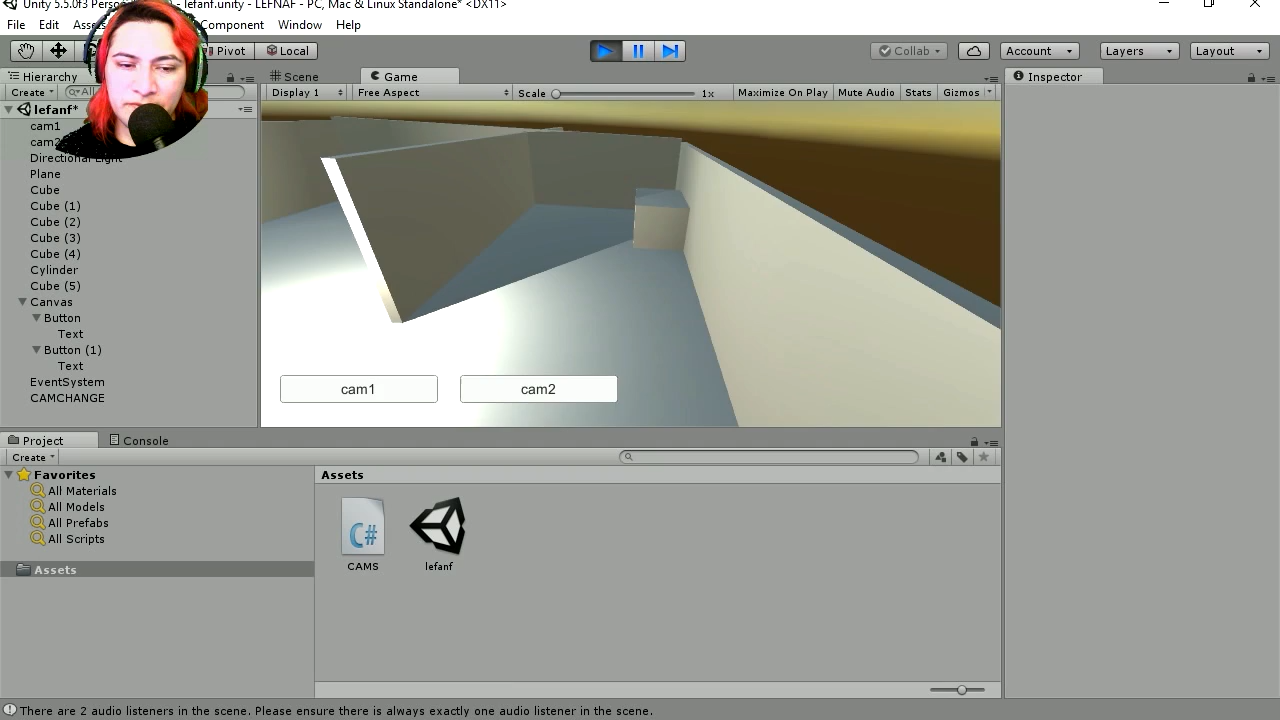 Unity 5.5.0f3 Perso - lefanf.unity - LEFNAF - PC, Mac & Linux Standalone* <DX11>
File Edit Assets Component Window Help
Pivot Local Collab Account Layers Layout
Hierarchy Scene Game Inspector
Create All Display 1 Free Aspect Scale 1x Maximize On Play Mute Audio Stats Gizmos
lefanf*
cam1
cam2
Directional Light
Plane
Cube
Cube (1)
Cube (2)
Cube (3)
Cube (4)
Cylinder
Cube (5)
Canvas
Button
Text
Button (1)
Text
EventSystem
CAMCHANGE
cam1 cam2
Project Console
Create
Favorites
All Materials
All Models
All Prefabs
All Scripts
Assets
Assets
C#
CAMS lefanf
There are 2 audio listeners in the scene. Please ensure there is always exactly one audio listener in the scene.